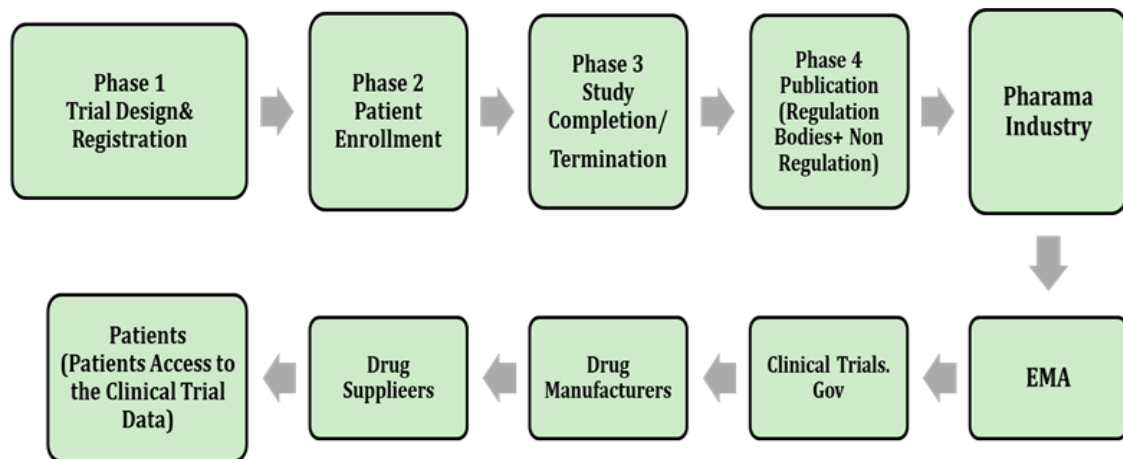 Phase 1
Trial Design&
Registration
Phase 2
Patient
Enrollment
Phase 3
Study
Completion/
Termination
Phase 4
Publication
(Regulation
Bodies+ Non
Regulation)
Pharama
Industry
EMA
Clinical Trials.
Gov
Drug
Manufacturers
Drug
Supplieers
Patients
(Patients Access to
the Clinical Trial
Data)